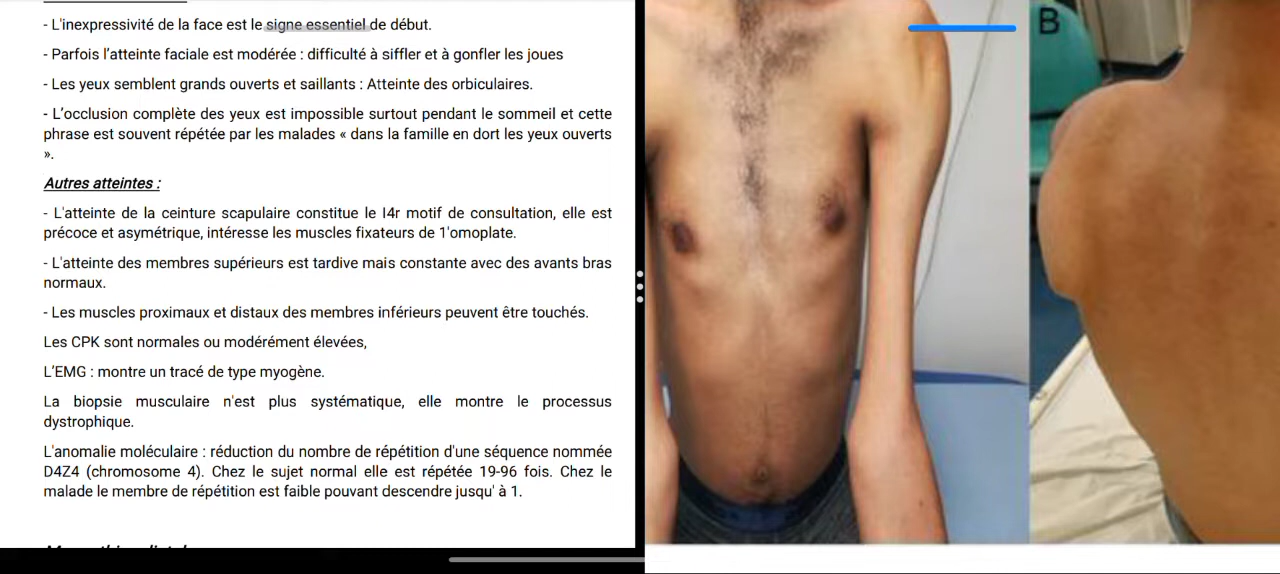 - L'inexpressivité de la face est le signe essentiel de début.
- Parfois l’atteinte faciale est modérée : difficulté à siffler et à gonfler les joues
- Les yeux semblent grands ouverts et saillants : Atteinte des orbiculaires.
- L’occlusion complète des yeux est impossible surtout pendant le sommeil et cette
phrase est souvent répétée par les malades « dans la famille en dort les yeux ouverts
».
Autres atteintes :
- L'atteinte de la ceinture scapulaire constitue le I4r motif de consultation, elle est
précoce et asymétrique, intéresse les muscles fixateurs de 1'omoplate.
- L'atteinte des membres supérieurs est tardive mais constante avec des avants bras
normaux.
- Les muscles proximaux et distaux des membres inférieurs peuvent être touchés.
Les CPK sont normales ou modérément élevées,
L’EMG : montre un tracé de type myogène.
La biopsie musculaire n'est plus systématique, elle montre le processus
dystrophique.
L'anomalie moléculaire : réduction du nombre de répétition d'une séquence nommée
D4Z4 (chromosome 4). Chez le sujet normal elle est répétée 19-96 fois. Chez le
malade le membre de répétition est faible pouvant descendre jusqu' à 1.
B